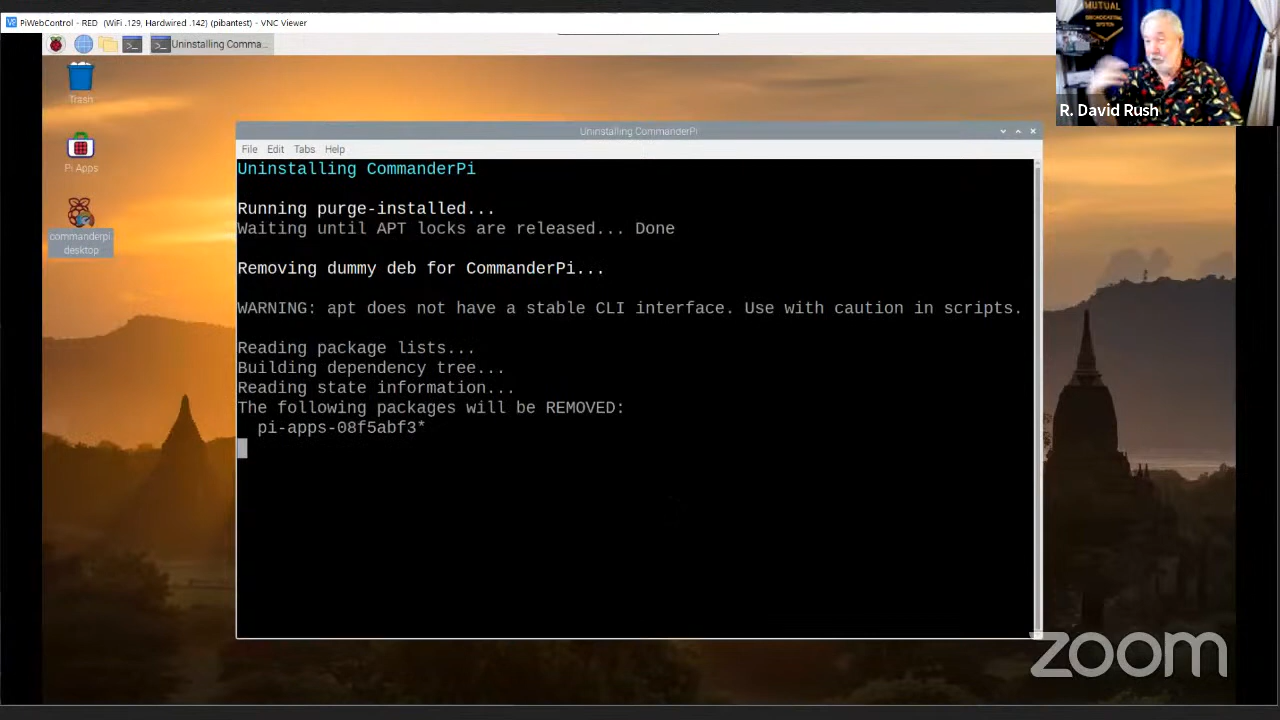 PiWebControl - RED (WiFi .129, Hardwired .142) (pibantest) - VNC Viewer
Uninstalling Comma...
MUTUAL
BROADCASTING
SYSTEM
R. David Rush
Trash
Pi Apps
commanderpi.
desktop
Uninstalling CommanderPi
File Edit Tabs Help
Uninstalling CommanderPi
Running purge-installed...
Waiting until APT locks are released... Done
Removing dummy deb for CommanderPi...
WARNING: apt does not have a stable CLI interface. Use with caution in scripts.
Reading package lists...
Building dependency tree...
Reading state information...
The following packages will be REMOVED:
pi-apps-08f5abf3*
zoom